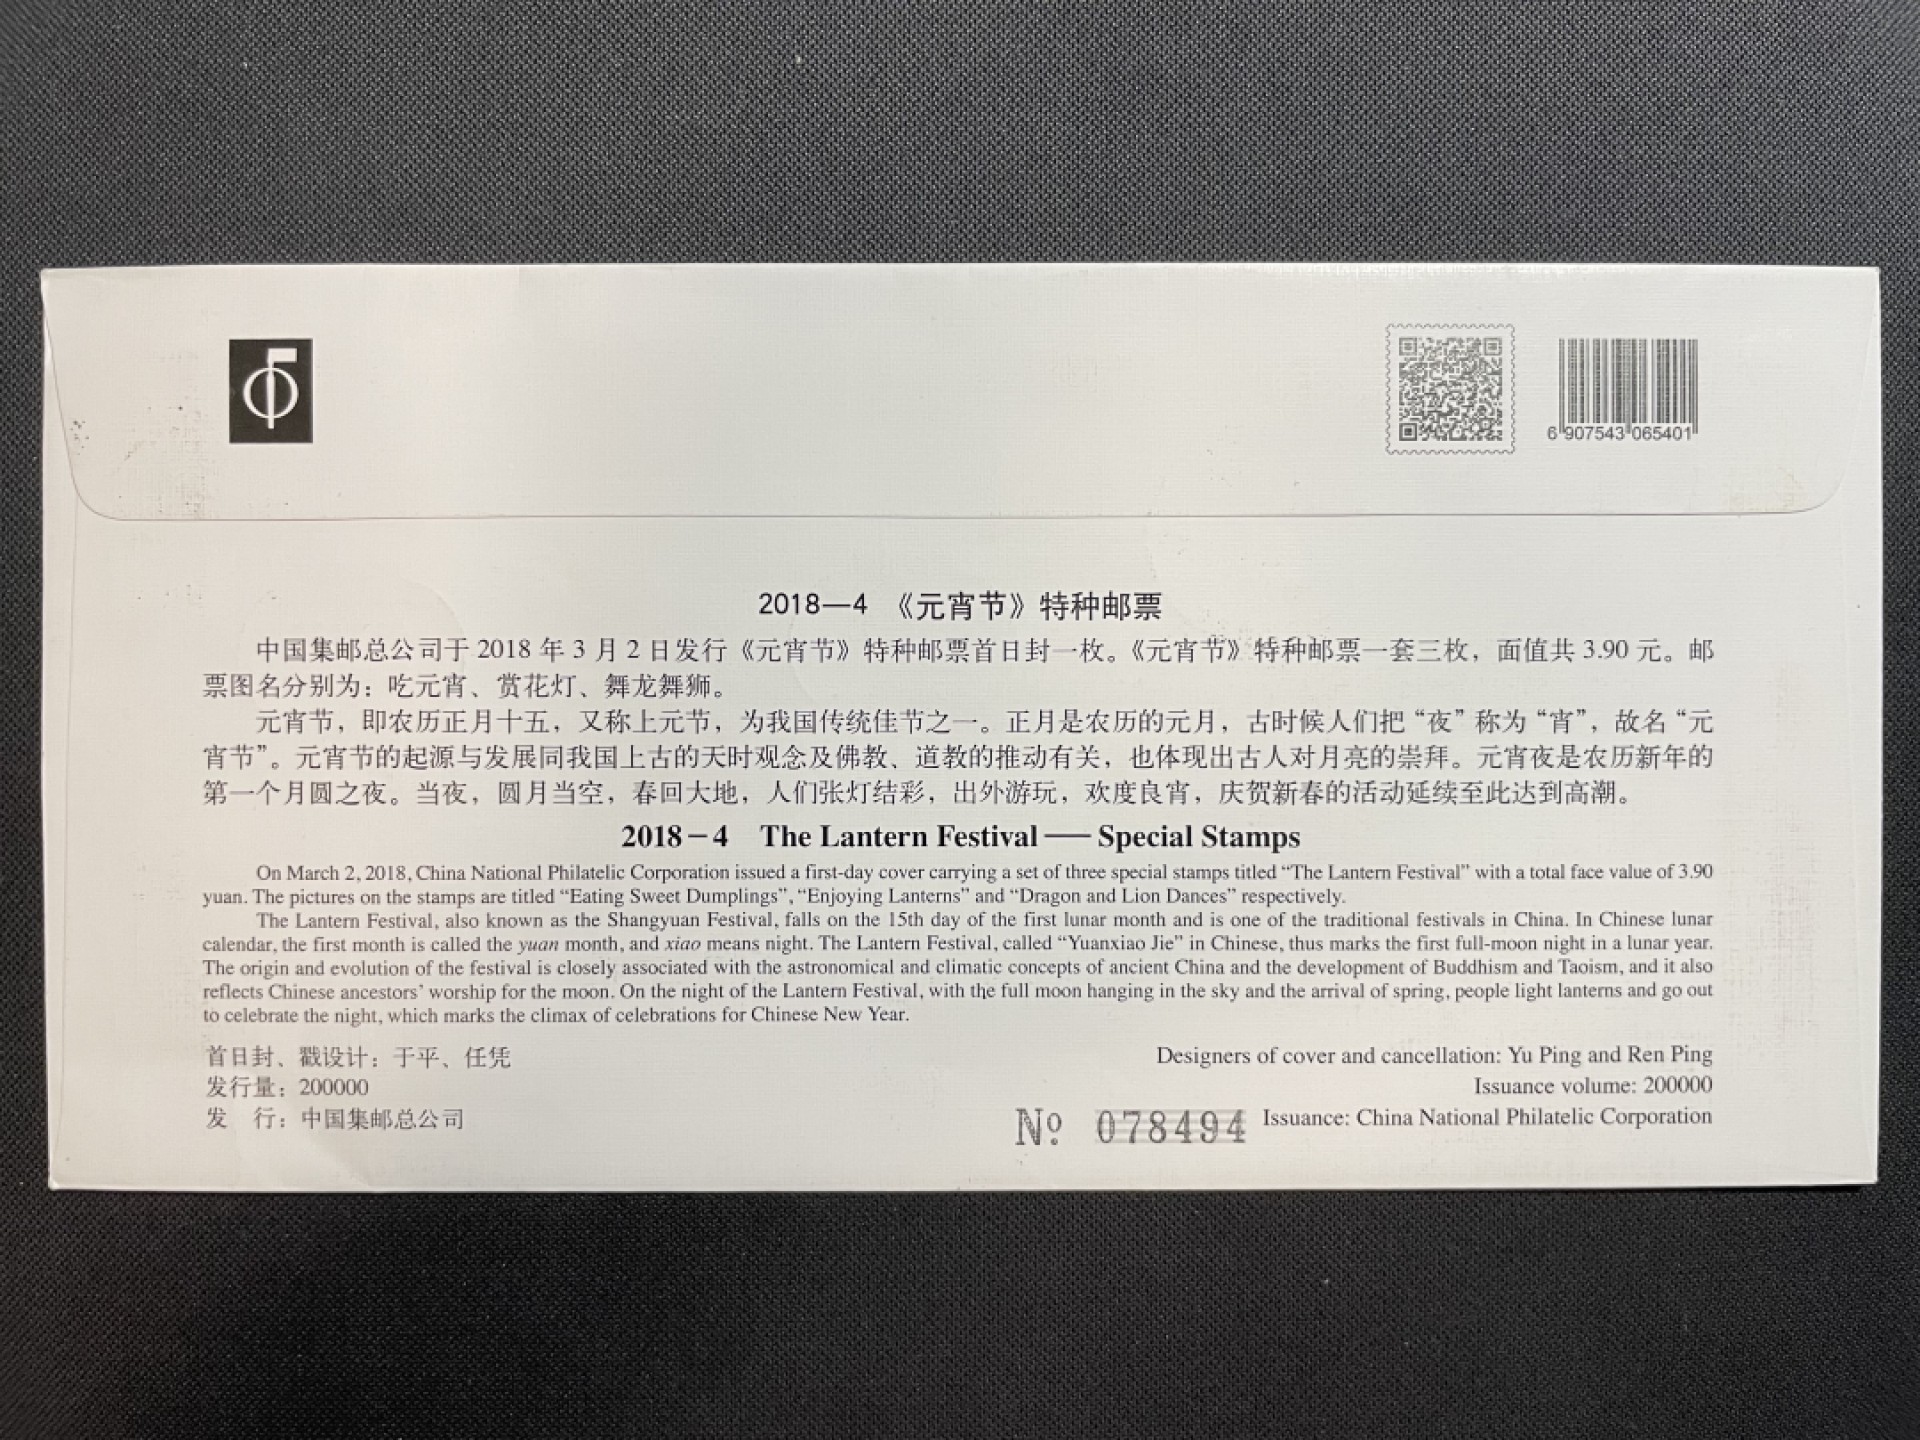 6 907543 065401
2018—4 《元宵节》特种邮票
中国集邮总公司于 2018 年 3 月 2 日发行《元宵节》特种邮票首日封一枚。《元宵节》特种邮票一套三枚，面值共 3.90 元。邮
票图名分别为：吃元宵、赏花灯、舞龙舞狮。
元宵节，即农历正月十五，又称上元节，为我国传统佳节之一。正月是农历的元月，古时候人们把“夜”称为“宵”，故名“元
宵节”。元宵节的起源与发展同我国上古的天时观念及佛教、道教的推动有关，也体现出古人对月亮的崇拜。元宵夜是农历新年的
第一个月圆之夜。当夜，圆月当空，春回大地，人们张灯结彩，出外游玩，欢度良宵，庆贺新春的活动延续至此达到高潮。
2018－4 The Lantern Festival — Special Stamps
On March 2, 2018, China National Philatelic Corporation issued a first-day cover carrying a set of three special stamps titled “The Lantern Festival” with a total face value of 3.90
yuan. The pictures on the stamps are titled “Eating Sweet Dumplings”, “Enjoying Lanterns” and “Dragon and Lion Dances” respectively.
The Lantern Festival, also known as the Shangyuan Festival, falls on the 15th day of the first lunar month and is one of the traditional festivals in China. In Chinese lunar
calendar, the first month is called the yuan month, and xiao means night. The Lantern Festival, called “Yuanxiao Jie” in Chinese, thus marks the first full-moon night in a lunar year.
The origin and evolution of the festival is closely associated with the astronomical and climatic concepts of ancient China and the development of Buddhism and Taoism, and it also
reflects Chinese ancestors’ worship for the moon. On the night of the Lantern Festival, with the full moon hanging in the sky and the arrival of spring, people light lanterns and go out
to celebrate the night, which marks the climax of celebrations for Chinese New Year.
首日封、戳设计：于平、任凭
发行量：200000
发 行：中国集邮总公司
Designers of cover and cancellation: Yu Ping and Ren Ping
Issuance volume: 200000
Issuance: China National Philatelic Corporation
№ 078494